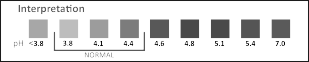 Interpretation
pH <3.8 3.8 4.1 4.4 4.6 4.8 5.1 5.4 7.0
NORMAL